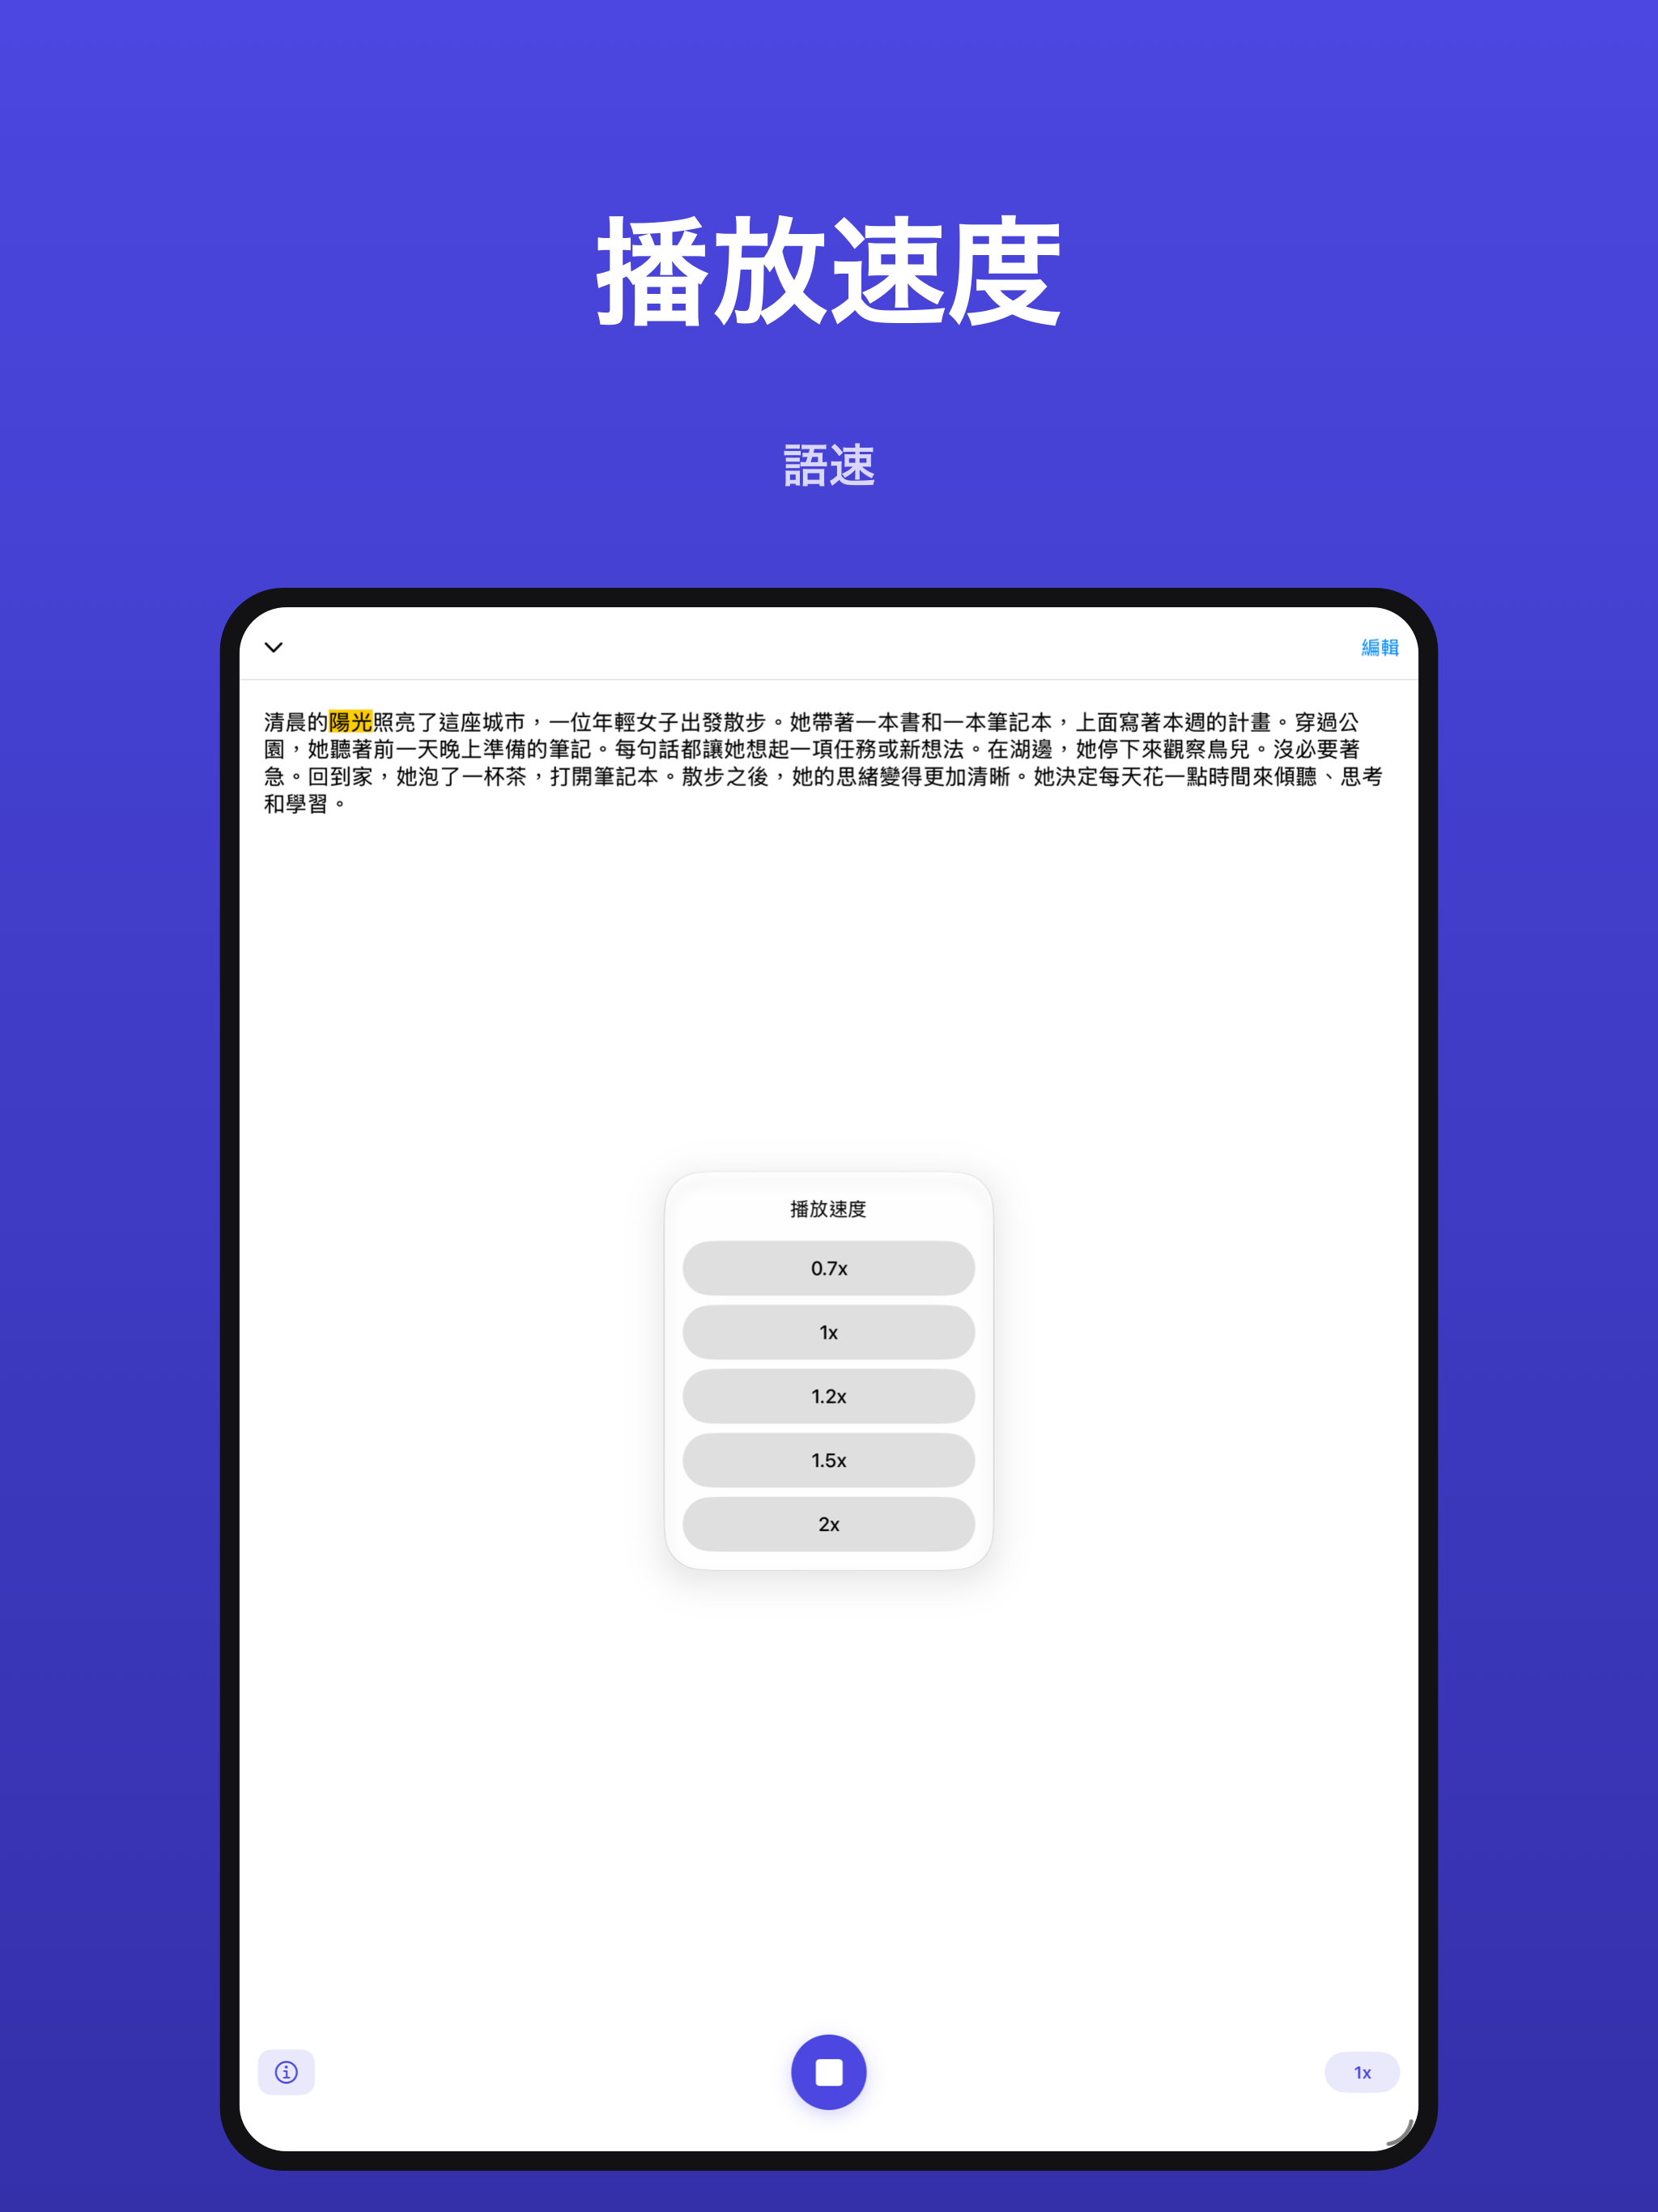 播放速度
語速
編輯
清晨的陽光照亮了這座城市，一位年輕女子出發散步。她帶著一本書和一本筆記本，上面寫著本週的計畫。穿過公
園，她聽著前一天晚上準備的筆記。每句話都讓她想起一項任務或新想法。在湖邊，她停下來觀察鳥兒。沒必要著
急。回到家，她泡了一杯茶，打開筆記本。散步之後，她的思緒變得更加清晰。她決定每天花一點時間來傾聽、思考
和學習。
播放速度
0.7x
1x
1.2x
1.5x
2x
1x